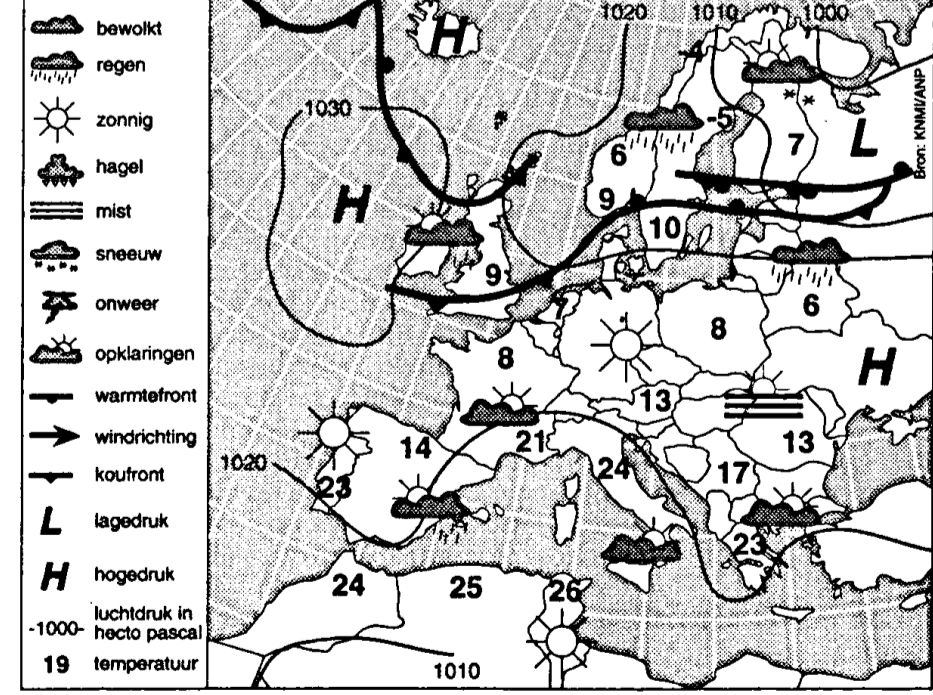 bewolkt
regen
zonnig
hagel
mist
sneeuw
onweer
opklaringen
warmtefront
windrichting
koufront
L lagedruk
H hogedruk
-1000- luchtdruk in
hecto pascal
19 temperatuur
1020 1010 1000
H
-4
1030
-5
6
7
L
Bron: KNMI/ANP
H
9
10
9
7
6
8
8
H
13
14
21
13
1020
23
24
17
23
24
25
26
1010